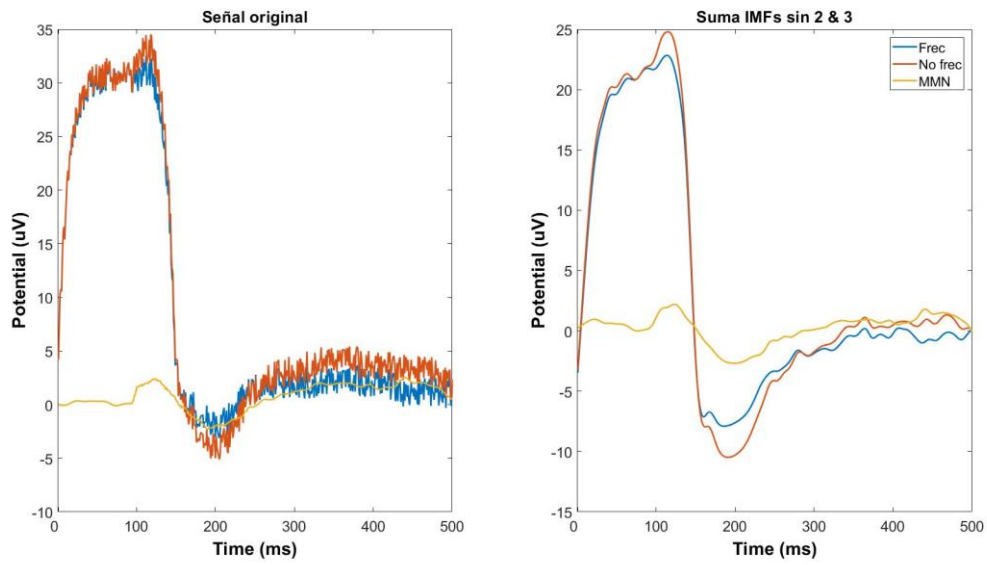 Señal original
35
30
25
20
15
10
5
0
-5
-10
Potential (uV)
0 100 200 300 400 500
Time (ms)
Suma IMFs sin 2 & 3
25
20
15
10
5
0
-5
-10
-15
Potential (uV)
0 100 200 300 400 500
Time (ms)
Frec
No frec
MMN